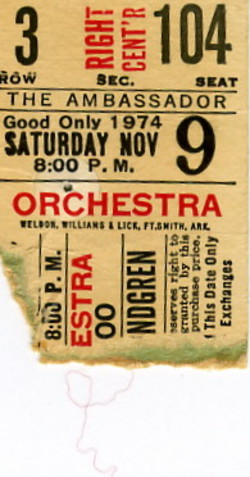 3 RIGHT CENT'R 104
ROW SEC. SEAT
THE AMBASSADOR
Good Only 1974
SATURDAY NOV 9
8:00 P. M.
ORCHESTRA
WELDON, WILLIAMS & LICK, FT. SMITH, ARK.
8:00 P. M.
ESTRA
00
NDGREN
eserves right to
granted by this
purchase price.
This Date Only
Exchanges